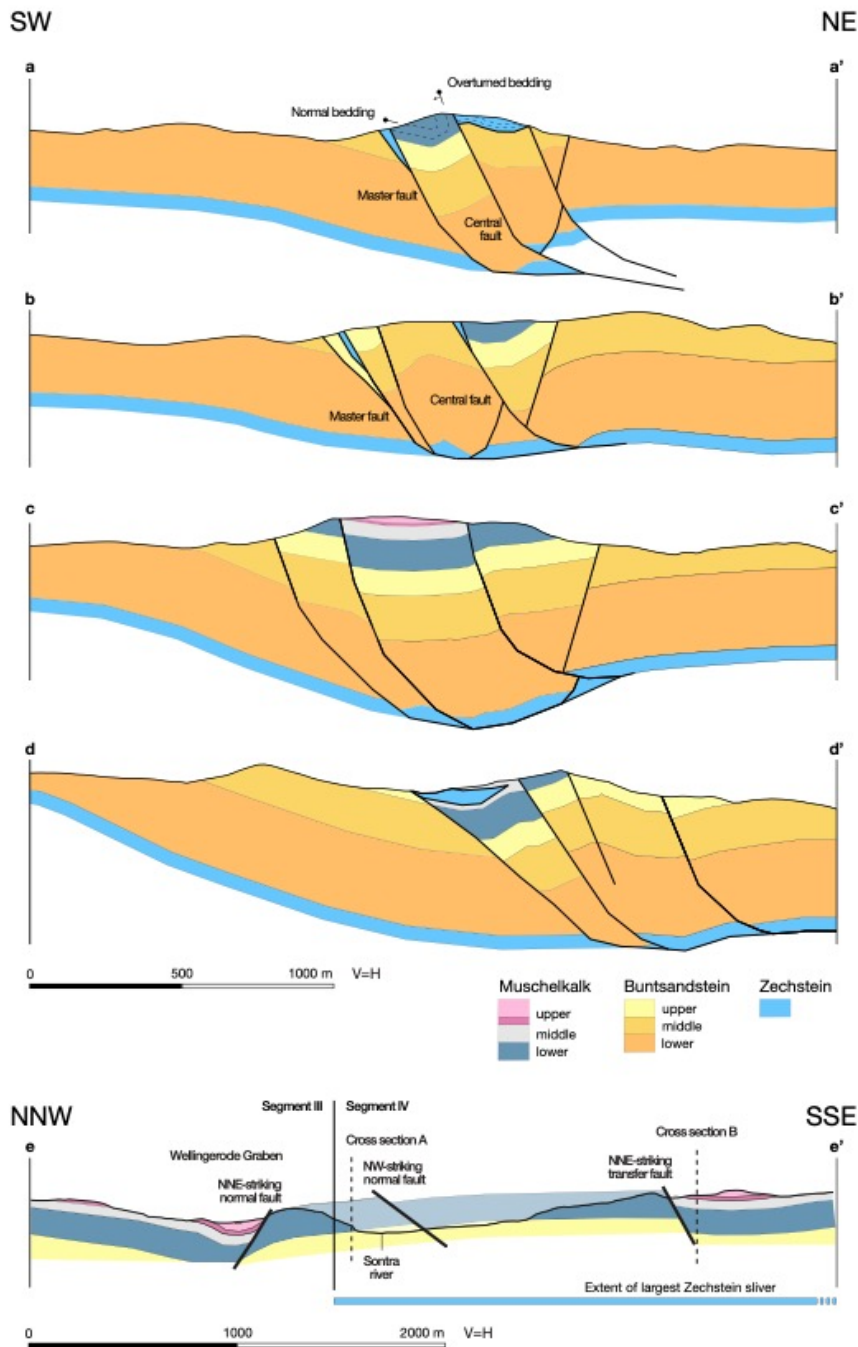 SW
NE
a
a'
Overturned bedding
Normal bedding
Master fault
Central
fault
b
b'
Master fault
Central fault
c
c'
d
d'
0
500
1000 m
V=H
Muschelkalk
upper
middle
lower
Buntsandstein
upper
middle
lower
Zechstein
NNW
SSE
Segment III
Segment IV
e
e'
Cross section A
Cross section B
Wellingerode Graben
NNE-striking
normal fault
NW-striking
normal fault
NNE-striking
transfer fault
Sontra
river
Extent of largest Zechstein sliver
0
1000
2000 m
V=H